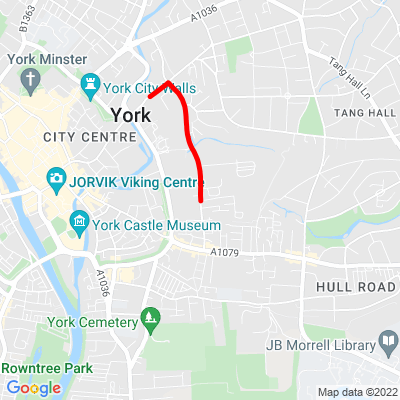 B1363
A1036
York Minster
York City Walls
Tang Hall Ln
York
TANG HALL
CITY CENTRE
JORVIK Viking Centre
York Castle Museum
A1079
A1036
HULL ROAD
York Cemetery
JB Morrell Library
Rowntree Park
Google
Map data ©2022